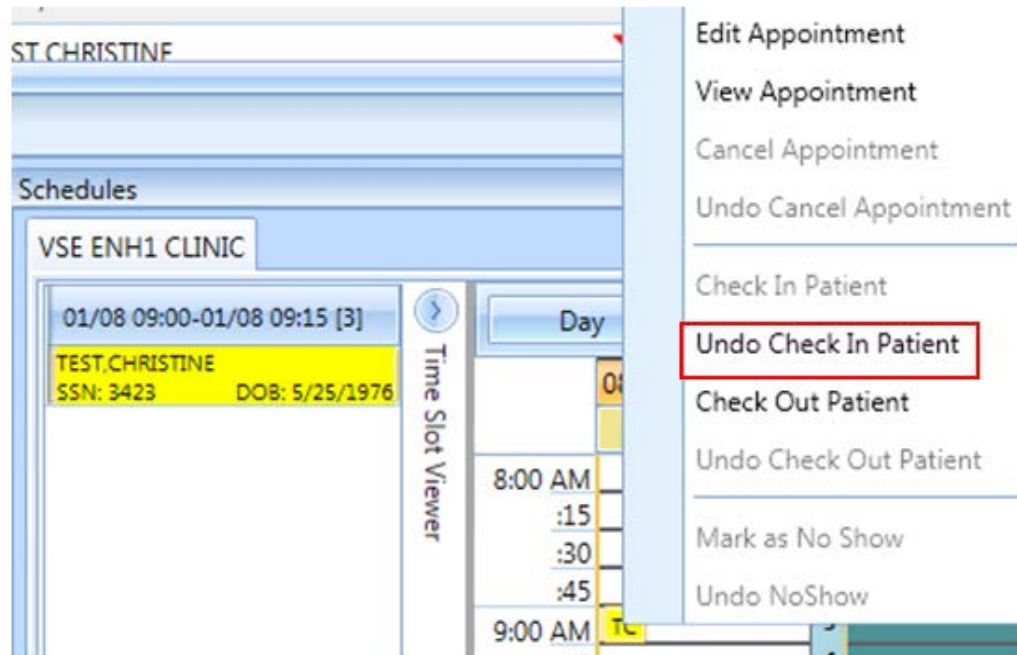 ST CHRISTINE
Schedules
VSE ENH1 CLINIC
01/08 09:00-01/08 09:15 [3]
TEST,CHRISTINE
SSN: 3423 DOB: 5/25/1976
Time Slot Viewer
Day
8:00 AM
:15
:30
:45
9:00 AM
TC
Edit Appointment
View Appointment
Cancel Appointment
Undo Cancel Appointment
Check In Patient
Undo Check In Patient
Check Out Patient
Undo Check Out Patient
Mark as No Show
Undo NoShow